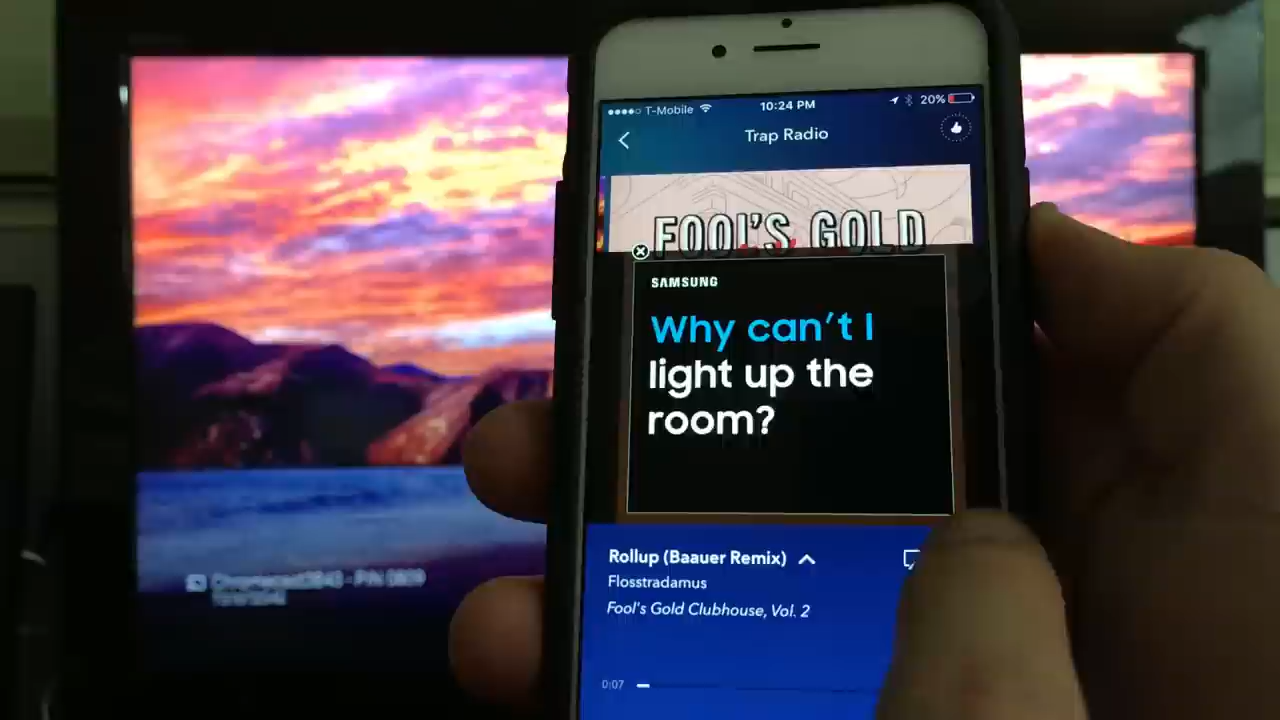 T-Mobile
10:24 PM
20%
Trap Radio
FOOL'S GOLD
SAMSUNG
Why can't I
light up the
room?
Rollup (Baauer Remix)
Flosstradamus
Fool's Gold Clubhouse, Vol. 2
0:07